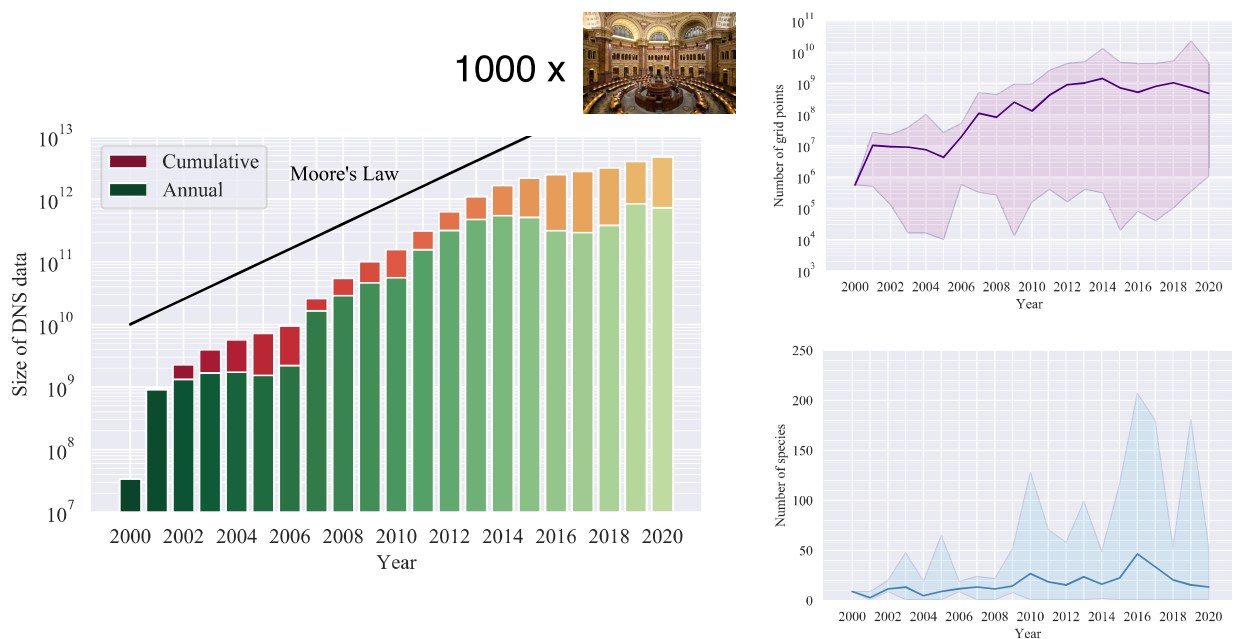 1000 x
10^13
10^12
10^11
10^10
10^9
10^8
10^7
Size of DNS data
Cumulative
Annual
Moore's Law
2000 2002 2004 2006 2008 2010 2012 2014 2016 2018 2020
Year
10^11
10^10
10^9
10^8
10^7
10^6
10^5
10^4
10^3
Number of grid points
2000 2002 2004 2006 2008 2010 2012 2014 2016 2018 2020
Year
250
200
150
100
50
0
Number of species
2000 2002 2004 2006 2008 2010 2012 2014 2016 2018 2020
Year